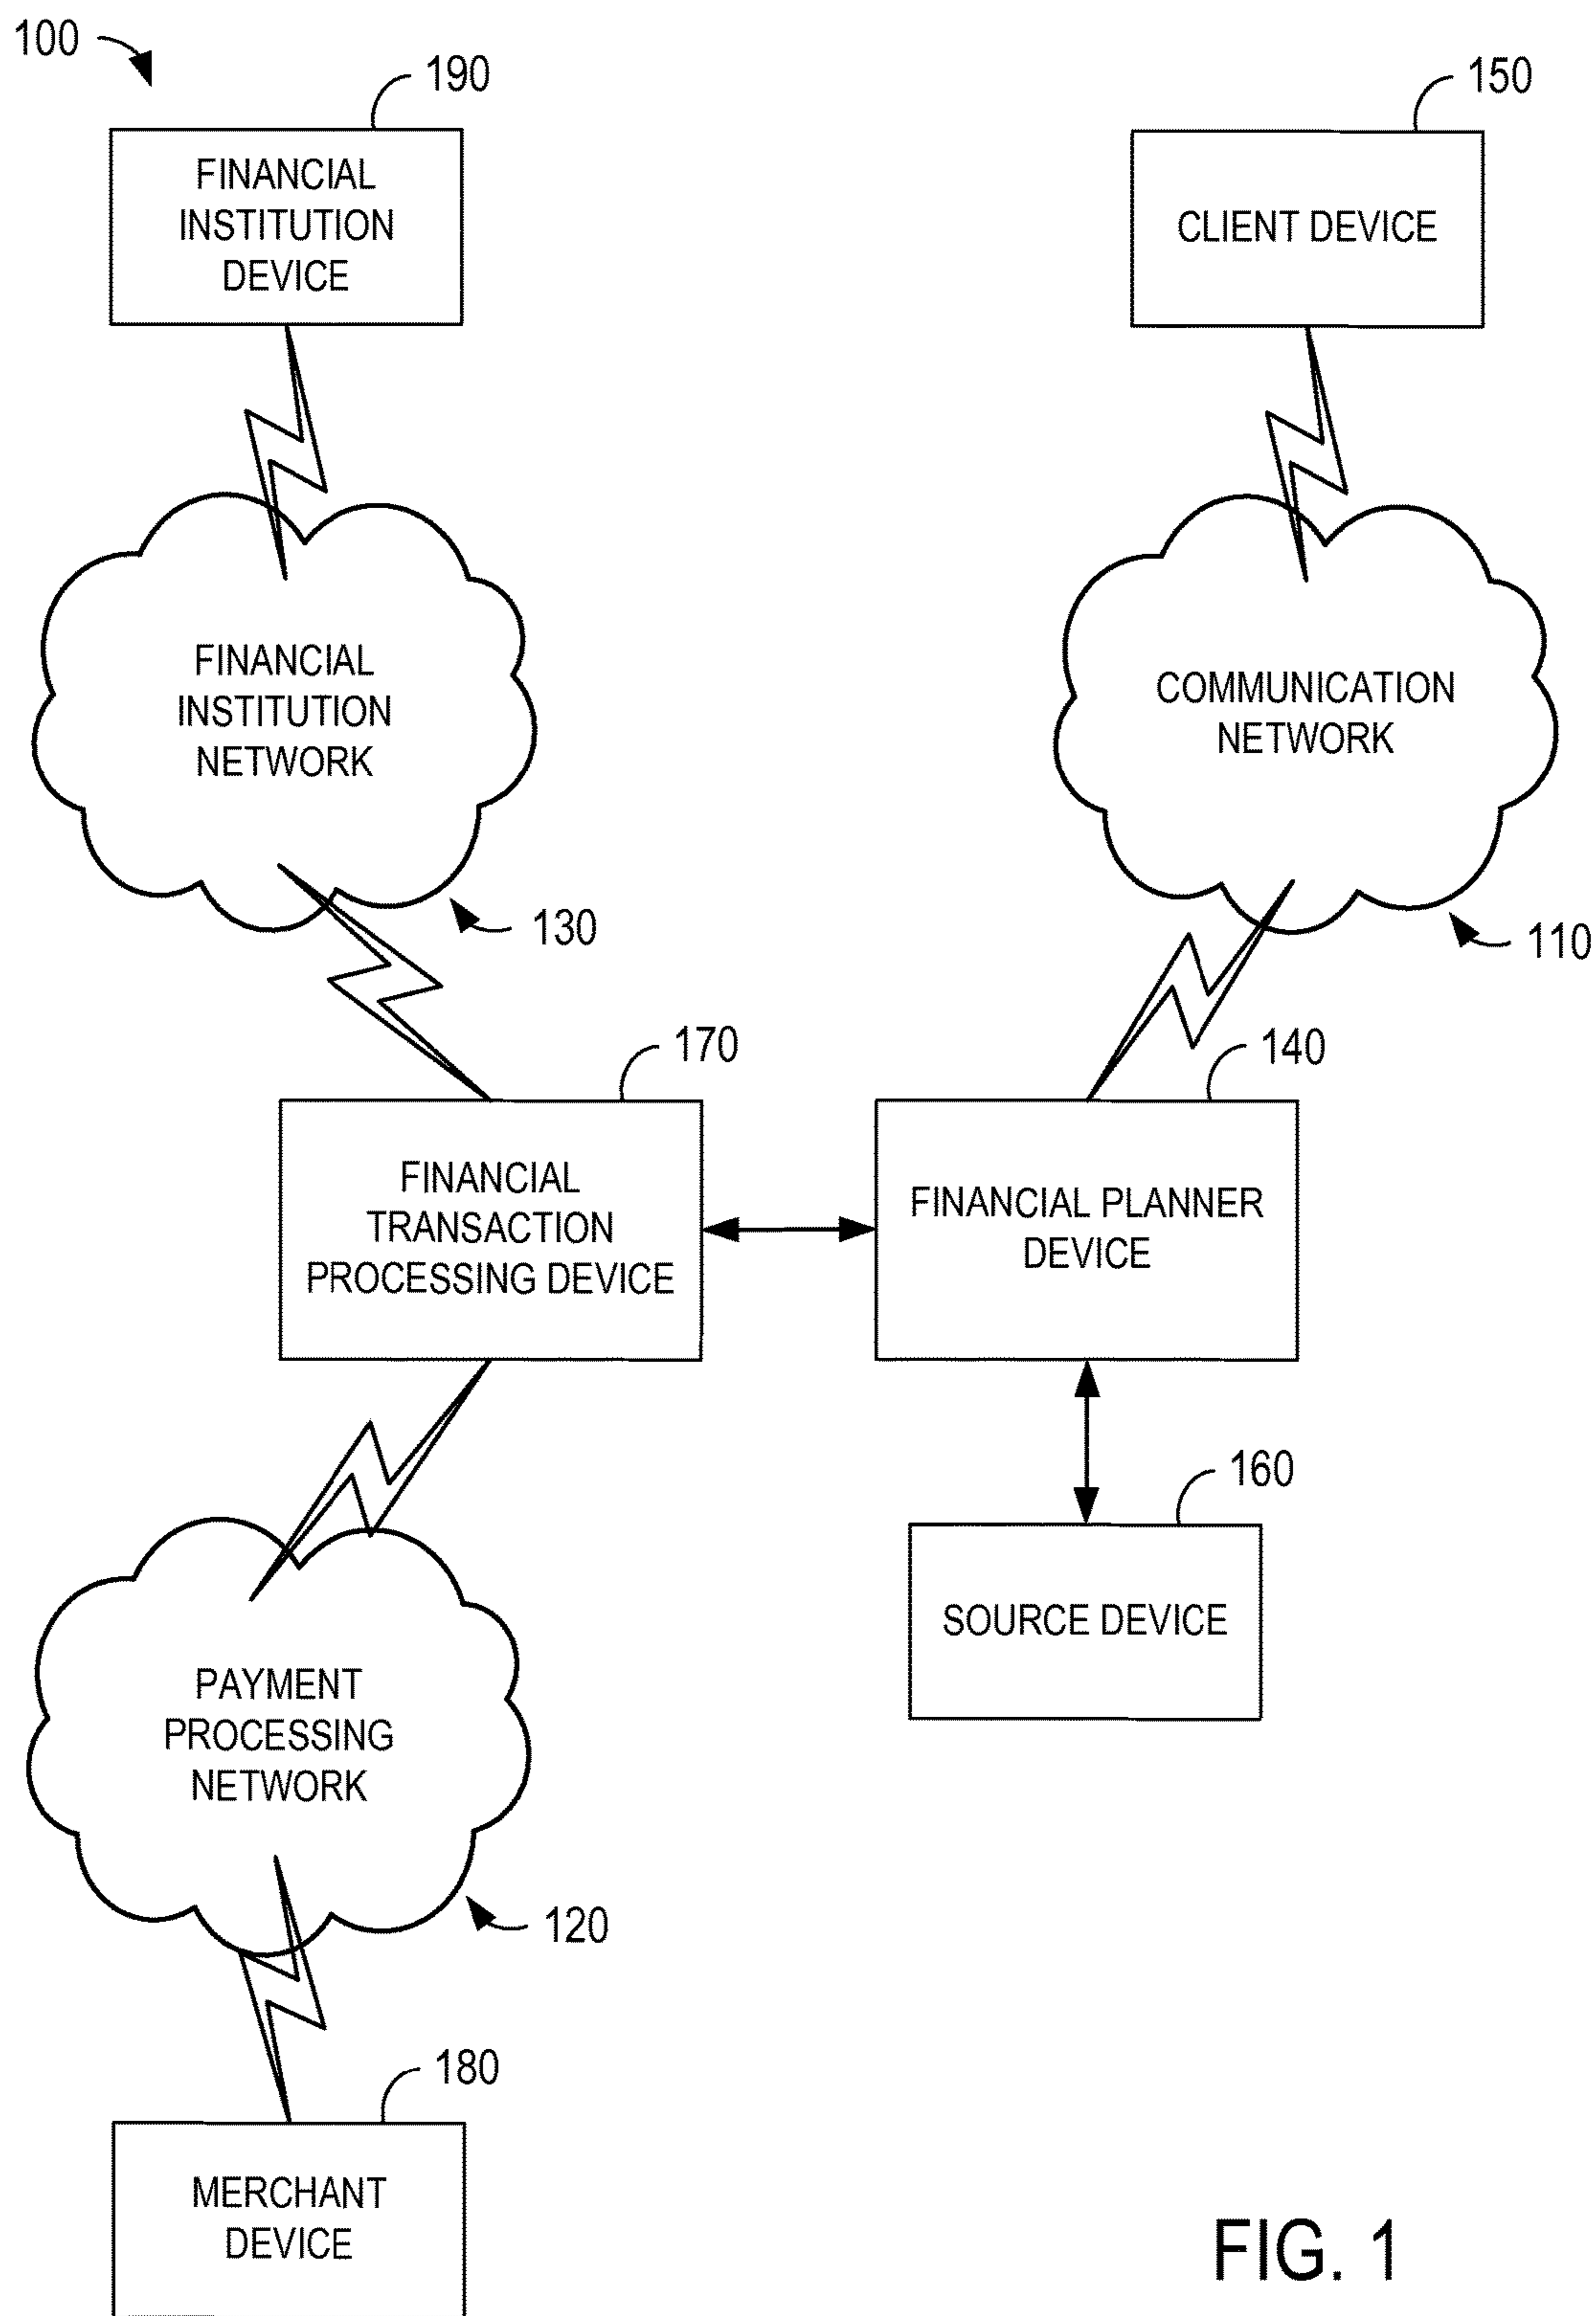 100
190
FINANCIAL
INSTITUTION
DEVICE
150
CLIENT DEVICE
FINANCIAL
INSTITUTION
NETWORK
130
COMMUNICATION
NETWORK
110
170
FINANCIAL
TRANSACTION
PROCESSING DEVICE
140
FINANCIAL PLANNER
DEVICE
160
SOURCE DEVICE
PAYMENT
PROCESSING
NETWORK
120
180
MERCHANT
DEVICE
FIG. 1